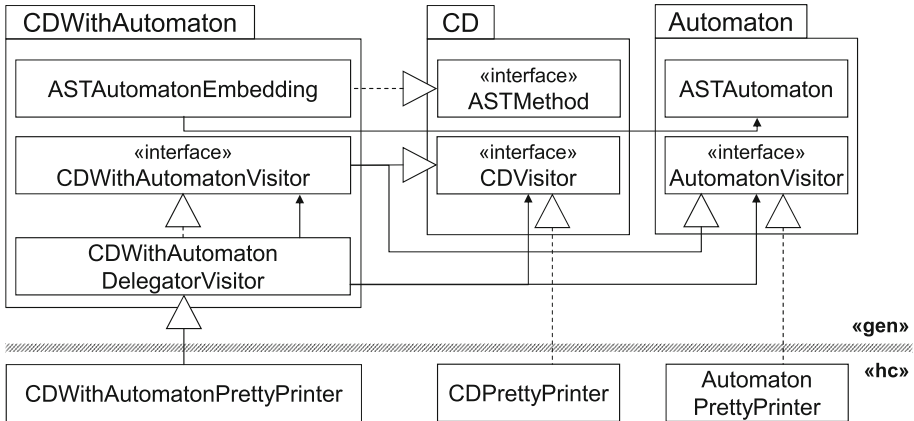 CDWithAutomaton
CD
Automaton
ASTAutomatonEmbedding
«interface»
ASTMethod
ASTAutomaton
«interface»
CDWithAutomatonVisitor
«interface»
CDVisitor
«interface»
AutomatonVisitor
CDWithAutomaton
DelegatorVisitor
«gen»
«hc»
CDWithAutomatonPrettyPrinter
CDPrettyPrinter
Automaton
PrettyPrinter